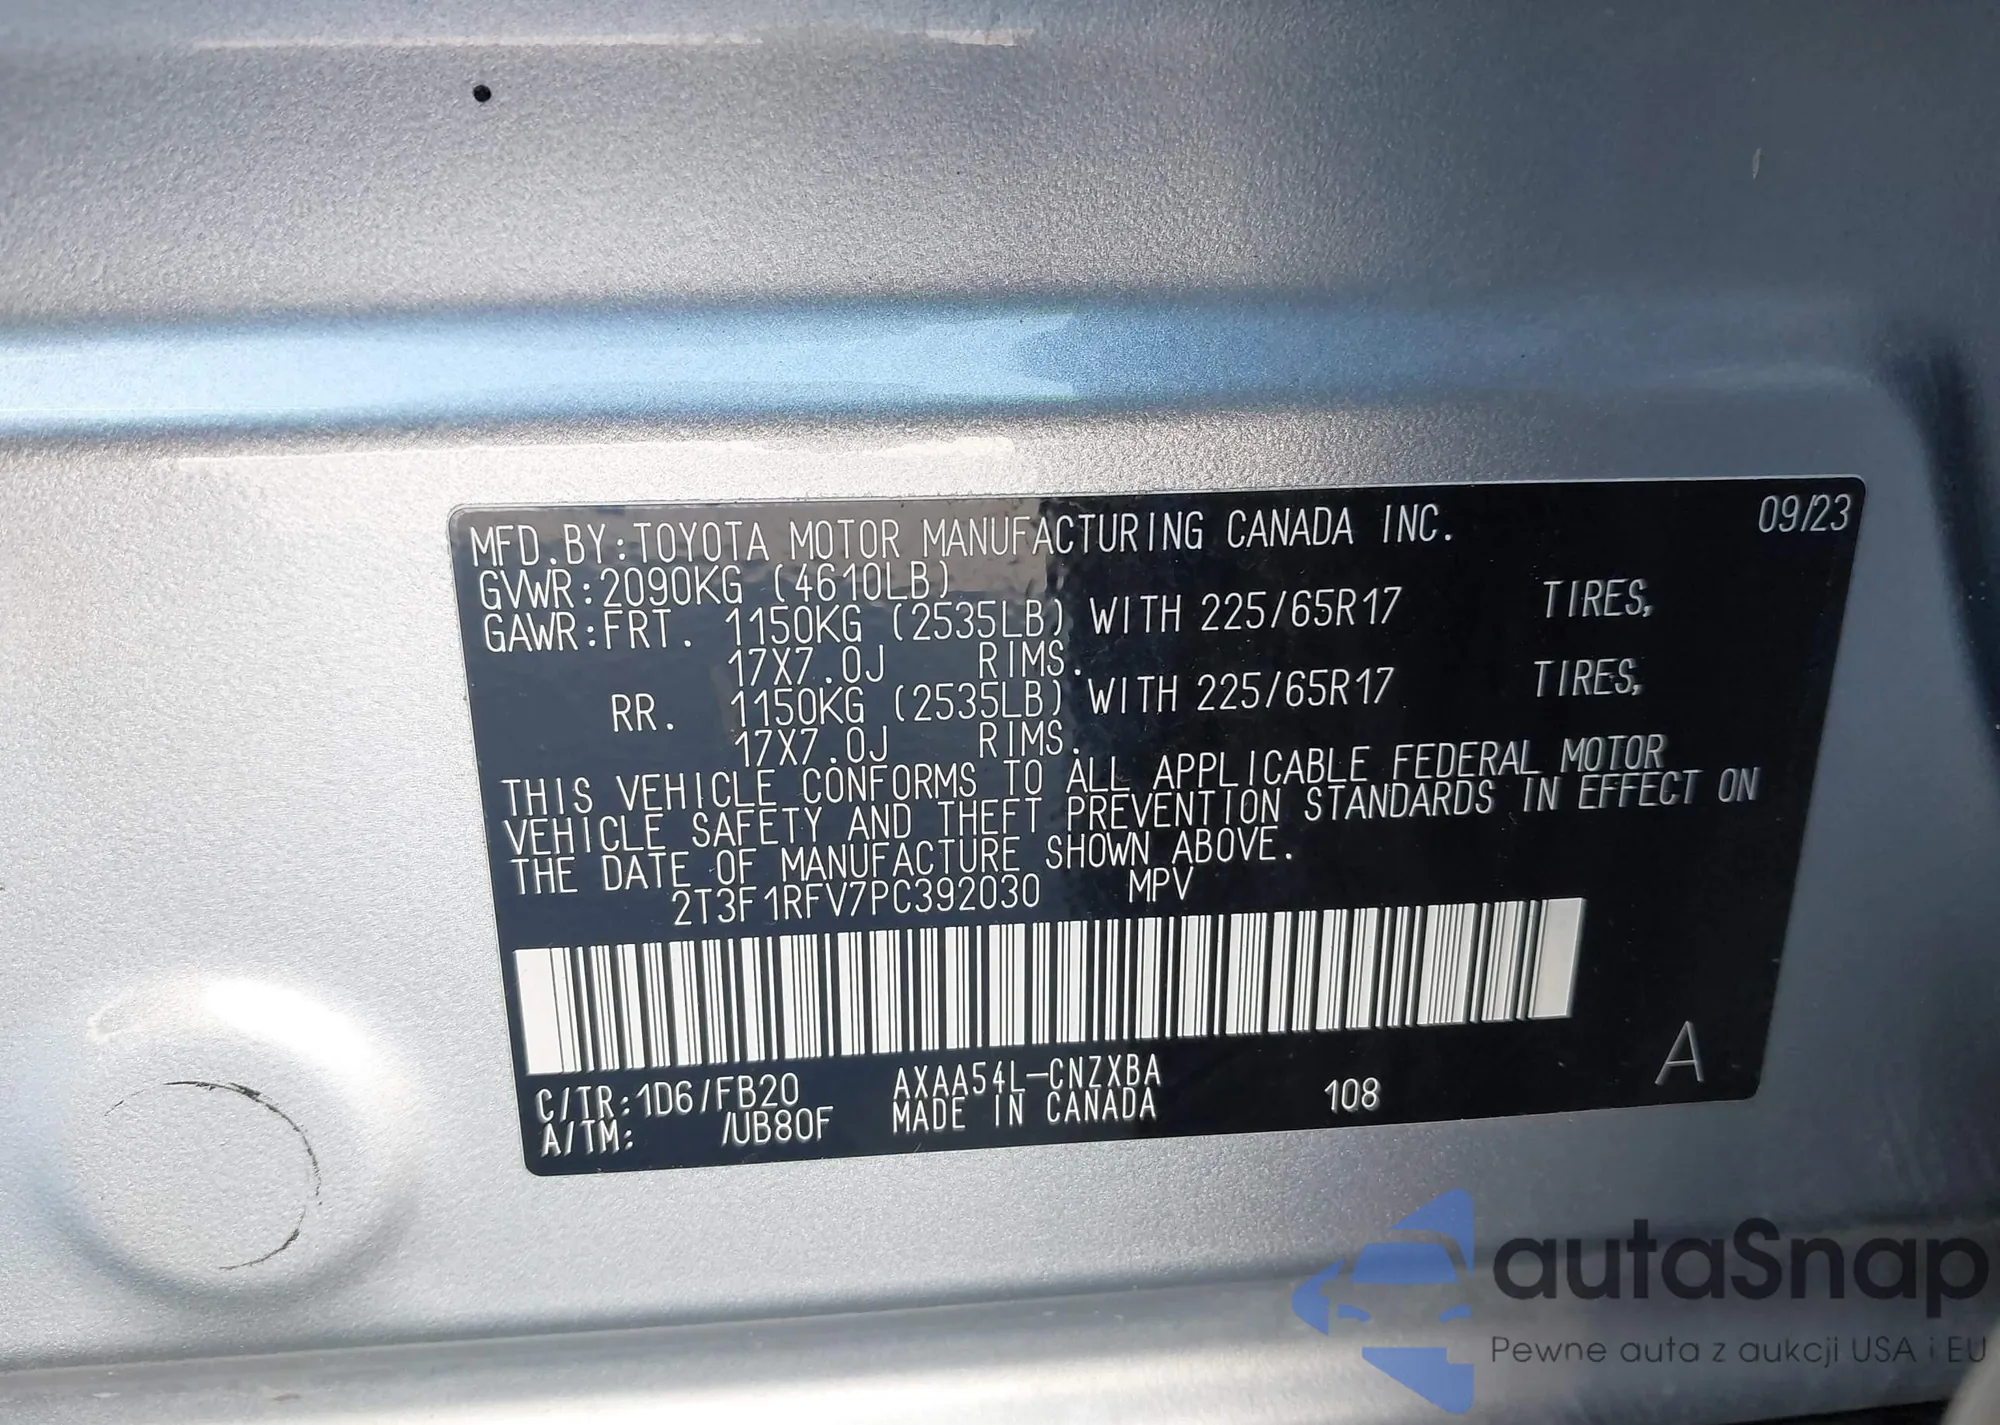 MFD.BY:TOYOTA MOTOR MANUFACTURING CANADA INC. 09/23
GVWR:2090KG (4610LB)
GAWR:FRT. 1150KG (2535LB) WITH 225/65R17 TIRES,
17X7.0J RIMS.
RR. 1150KG (2535LB) WITH 225/65R17 TIRES,
17X7.0J RIMS.
THIS VEHICLE CONFORMS TO ALL APPLICABLE FEDERAL MOTOR
VEHICLE SAFETY AND THEFT PREVENTION STANDARDS IN EFFECT ON
THE DATE OF MANUFACTURE SHOWN ABOVE.
2T3F1RFV7PC392030 MPV
C/TR:1D6/FB20 AXAA54L-CNZXBA 108 A
A/TM: /UB80F MADE IN CANADA
autaSnap
Pewne auta z aukcji USA i EU